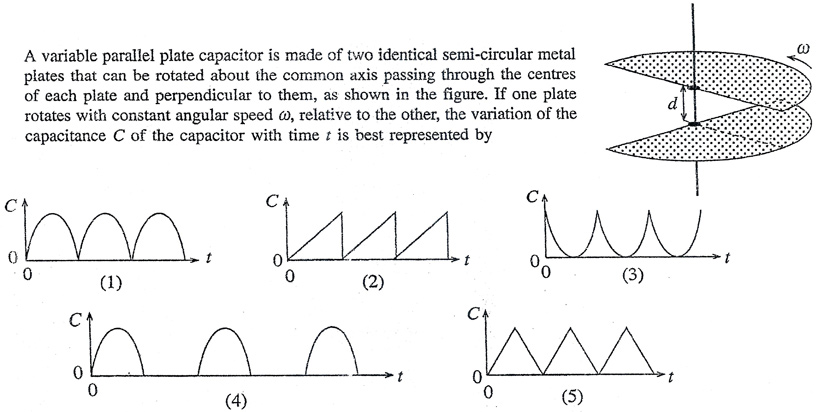 A variable parallel plate capacitor is made of two identical semi-circular metal
plates that can be rotated about the common axis passing through the centres
of each plate and perpendicular to them, as shown in the figure. If one plate
rotates with constant angular speed ω, relative to the other, the variation of the
capacitance C of the capacitor with time t is best represented by
ω
d
C
0
0
t
(1)
C
0
0
t
(2)
C
0
0
t
(3)
C
0
0
t
(4)
C
0
0
t
(5)